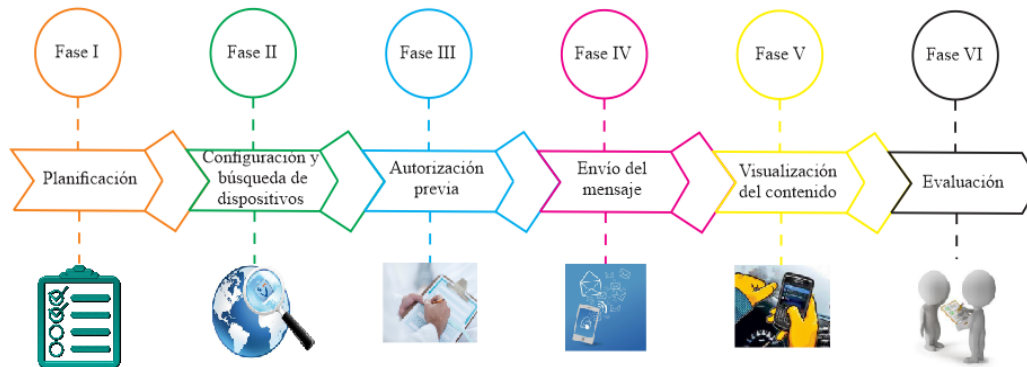 Fase I
Fase II
Fase III
Fase IV
Fase V
Fase VI
Planificación
Configuración y
búsqueda de
dispositivos
Autorización
previa
Envío del
mensaje
Visualización
del contenido
Evaluación